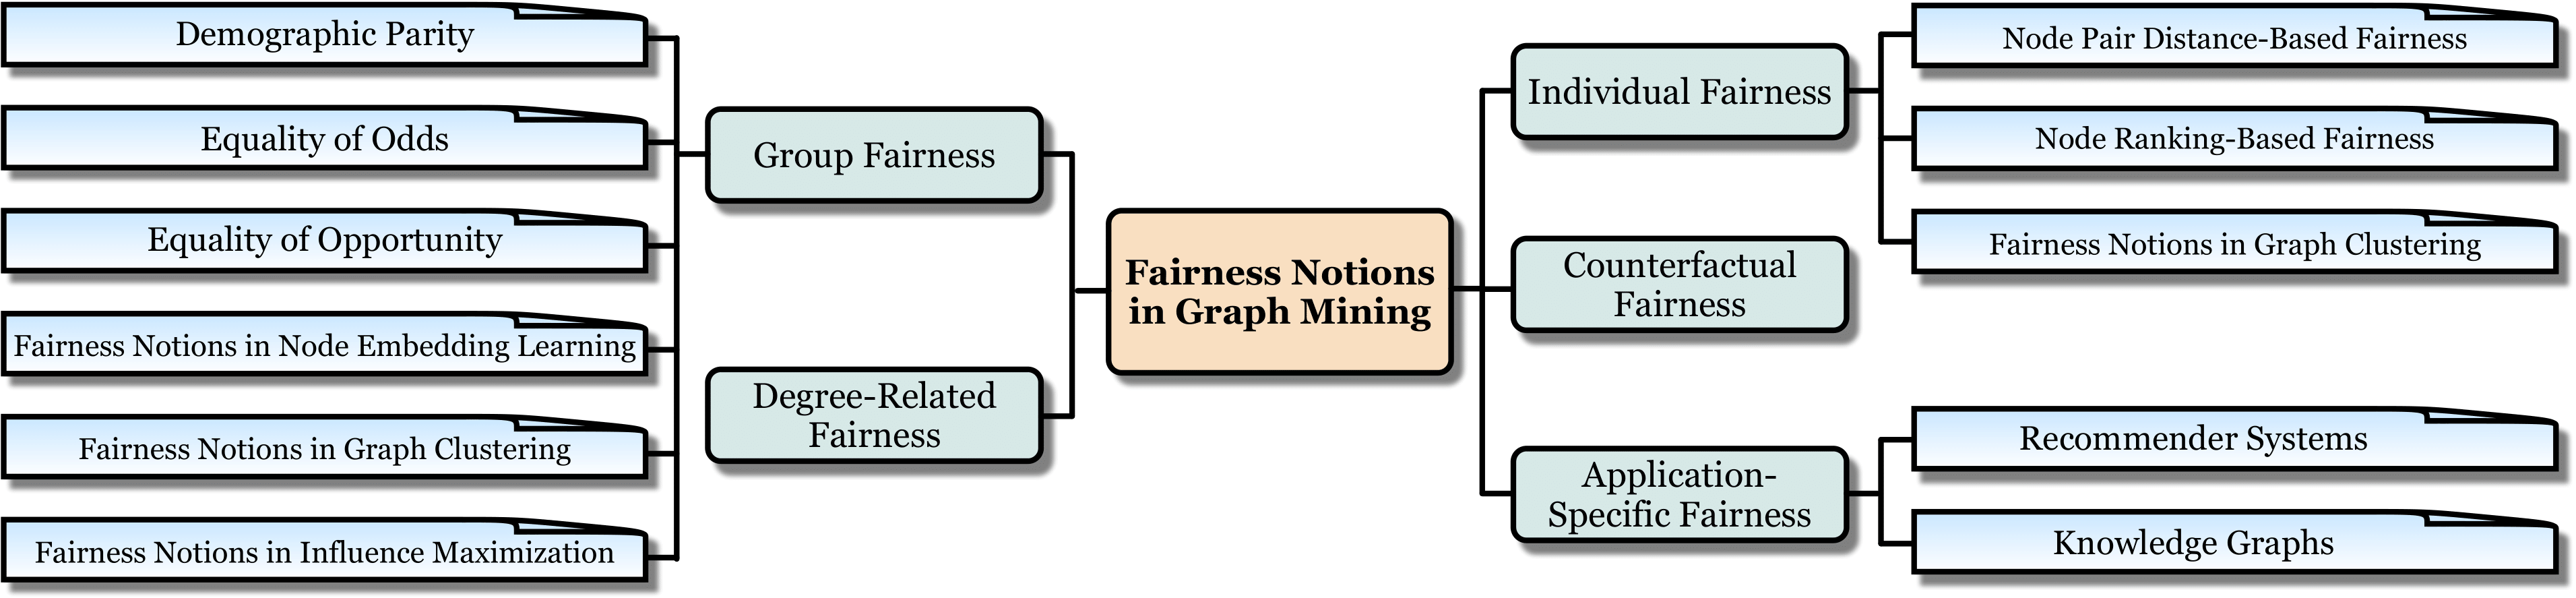 Demographic Parity
Equality of Odds
Equality of Opportunity
Fairness Notions in Node Embedding Learning
Fairness Notions in Graph Clustering
Fairness Notions in Influence Maximization
Group Fairness
Degree-Related
Fairness
Fairness Notions
in Graph Mining
Individual Fairness
Counterfactual
Fairness
Application-
Specific Fairness
Node Pair Distance-Based Fairness
Node Ranking-Based Fairness
Fairness Notions in Graph Clustering
Recommender Systems
Knowledge Graphs